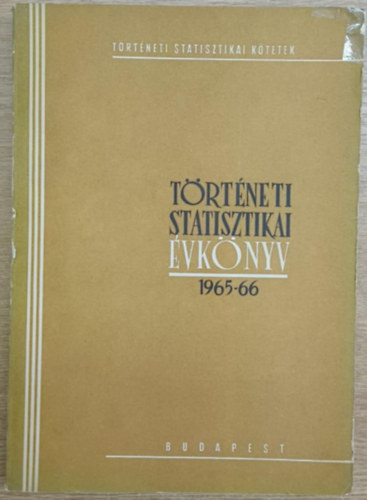 TÖRTÉNETI STATISZTIKAI KÖTETEK
TÖRTÉNETI
STATISZTIKAI
ÉVKÖNYV
1965-66
BUDAPEST